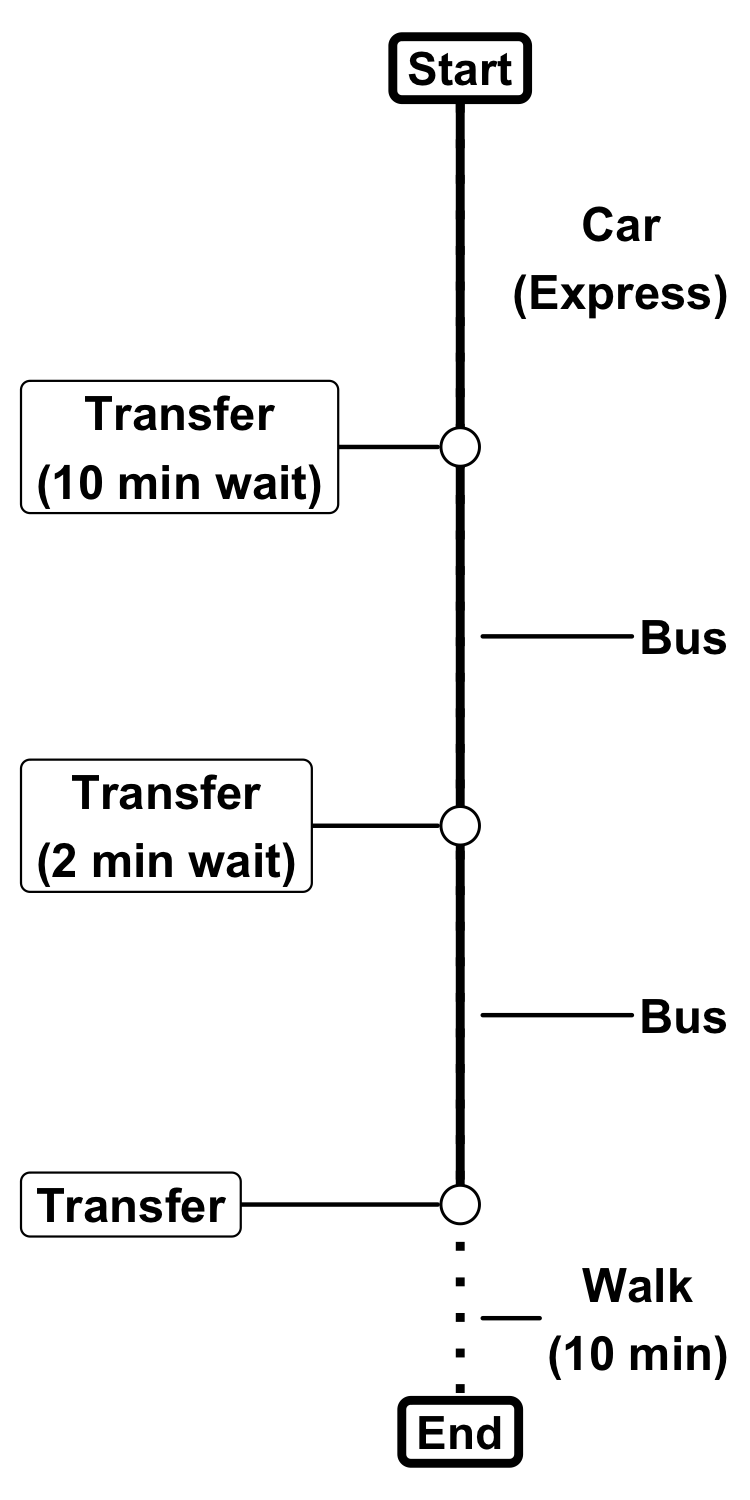 Start
Car
(Express)
Transfer
(10 min wait)
Bus
Transfer
(2 min wait)
Bus
Transfer
Walk
(10 min)
End